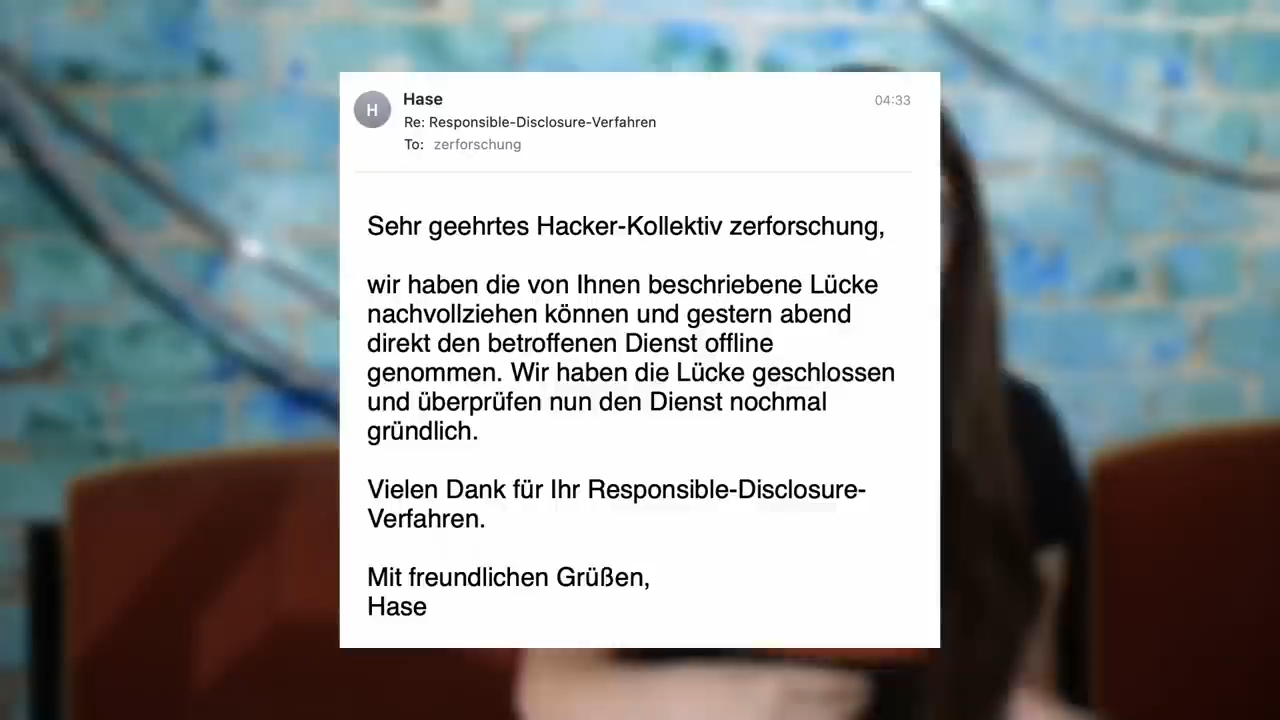 H
Hase
04:33
Re: Responsible-Disclosure-Verfahren
To: zerforschung
Sehr geehrtes Hacker-Kollektiv zerforschung,
wir haben die von Ihnen beschriebene Lücke
nachvollziehen können und gestern abend
direkt den betroffenen Dienst offline
genommen. Wir haben die Lücke geschlossen
und überprüfen nun den Dienst nochmal
gründlich.
Vielen Dank für Ihr Responsible-Disclosure-
Verfahren.
Mit freundlichen Grüßen,
Hase